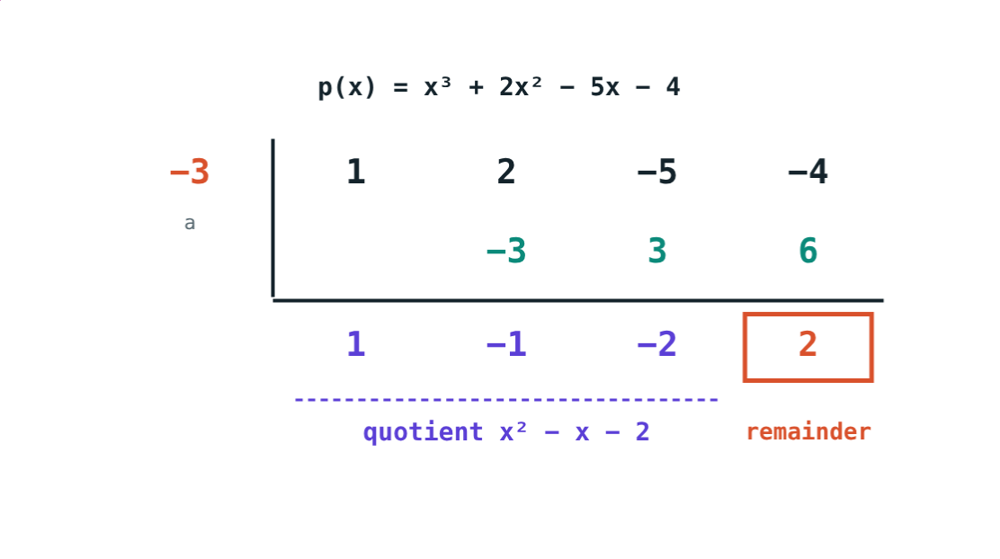 p(x) = x³ + 2x² − 5x − 4
−3 1 2 −5 −4
a
−3 3 6
1 −1 −2 2
quotient x² − x − 2 remainder